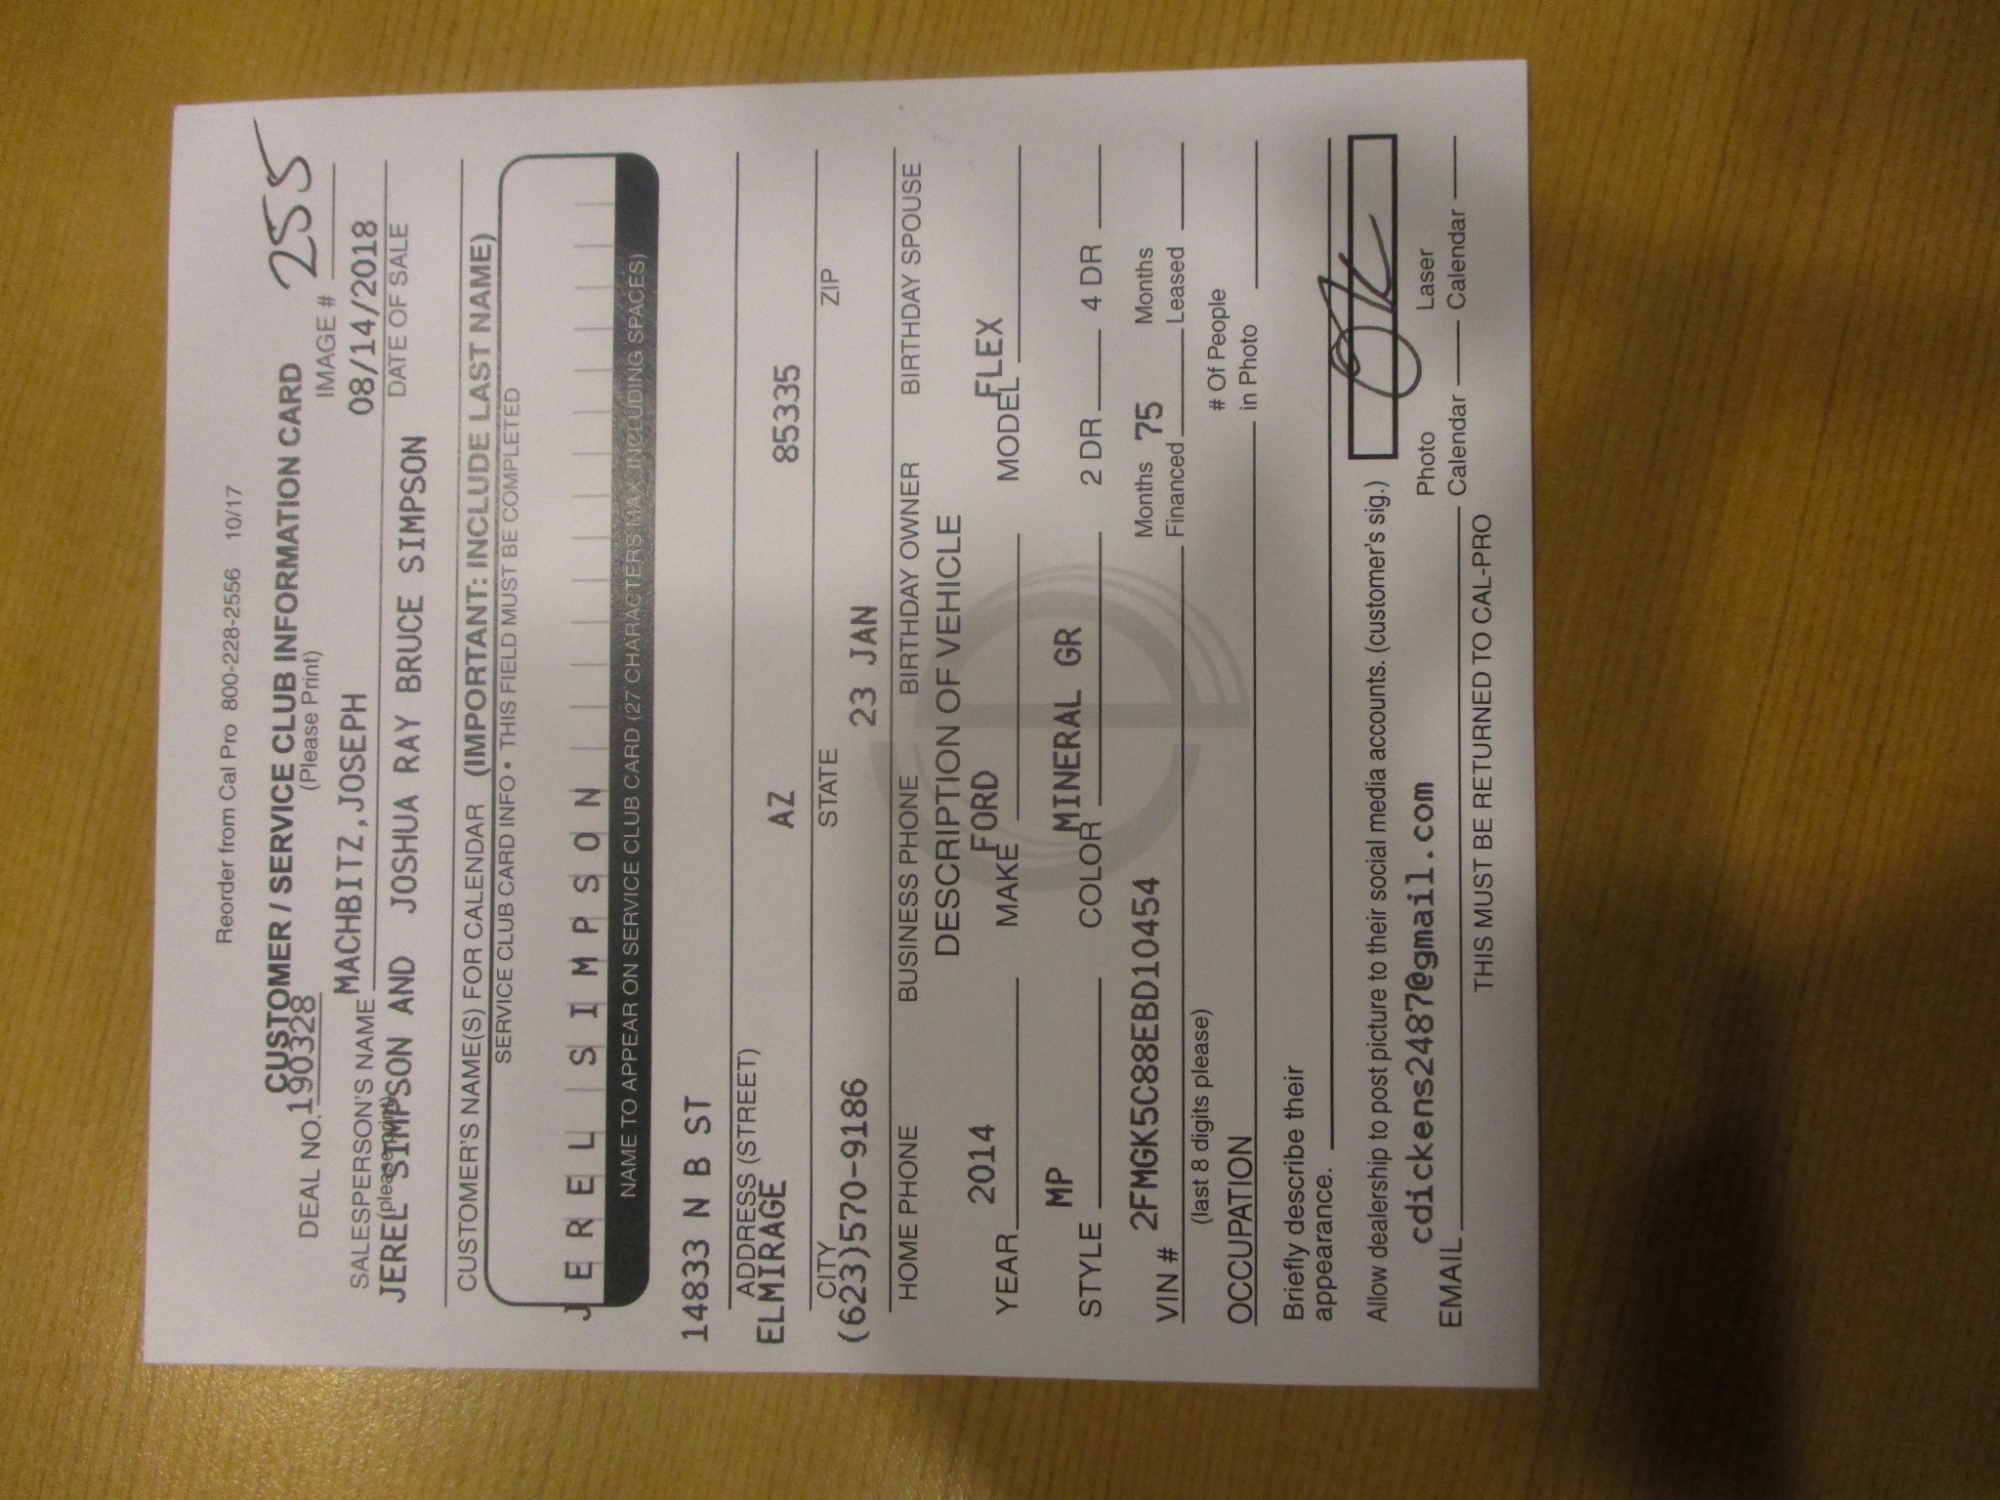 Reorder from Cal Pro 800-228-2556 10/17
CUSTOMER / SERVICE CLUB INFORMATION CARD
(Please Print)
DEAL NO. 190328 IMAGE # 255
SALESPERSON'S NAME MACHBITZ,JOSEPH 08/14/2018
(please print) DATE OF SALE
JEREL SIMPSON AND JOSHUA RAY BRUCE SIMPSON
CUSTOMER'S NAME(S) FOR CALENDAR (IMPORTANT: INCLUDE LAST NAME)
SERVICE CLUB CARD INFO • THIS FIELD MUST BE COMPLETED
J E R E L S I M P S O N
NAME TO APPEAR ON SERVICE CLUB CARD (27 CHARACTERS MAX INCLUDING SPACES)
14833 N B ST
ADDRESS (STREET)
ELMIRAGE AZ 85335
CITY STATE ZIP
(623)570-9186 23 JAN
HOME PHONE BUSINESS PHONE BIRTHDAY OWNER BIRTHDAY SPOUSE
DESCRIPTION OF VEHICLE
YEAR 2014 MAKE FORD MODEL FLEX
STYLE MP COLOR MINERAL GR 2 DR 4 DR
VIN # 2FMGK5C88EBD10454 Months Financed 75 Months Leased
(last 8 digits please)
OCCUPATION # Of People in Photo
Briefly describe their
appearance.
Allow dealership to post picture to their social media accounts. (customer's sig.)
EMAIL cdickens2487@gmail.com Photo Calendar Laser Calendar
THIS MUST BE RETURNED TO CAL-PRO